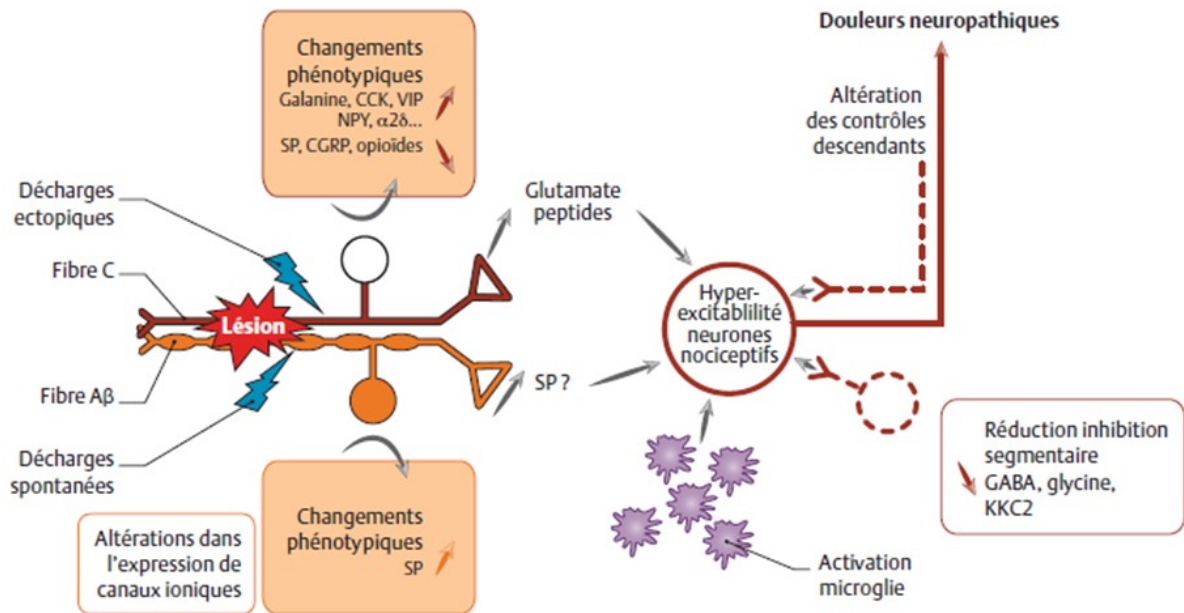 Douleurs neuropathiques
Changements
phénotypiques
Galanine, CCK, VIP
NPY, α2δ...
SP, CGRP, opioïdes
Altération
des contrôles
descendants
Décharges
ectopiques
Glutamate
peptides
Fibre C
Lésion
Hyper-
excitablilité
neurones
nociceptifs
Fibre Aβ
SP ?
Décharges
spontanées
Réduction inhibition
segmentaire
GABA, glycine,
KKC2
Altérations dans
l'expression de
canaux ioniques
Changements
phénotypiques
SP
Activation
microglie